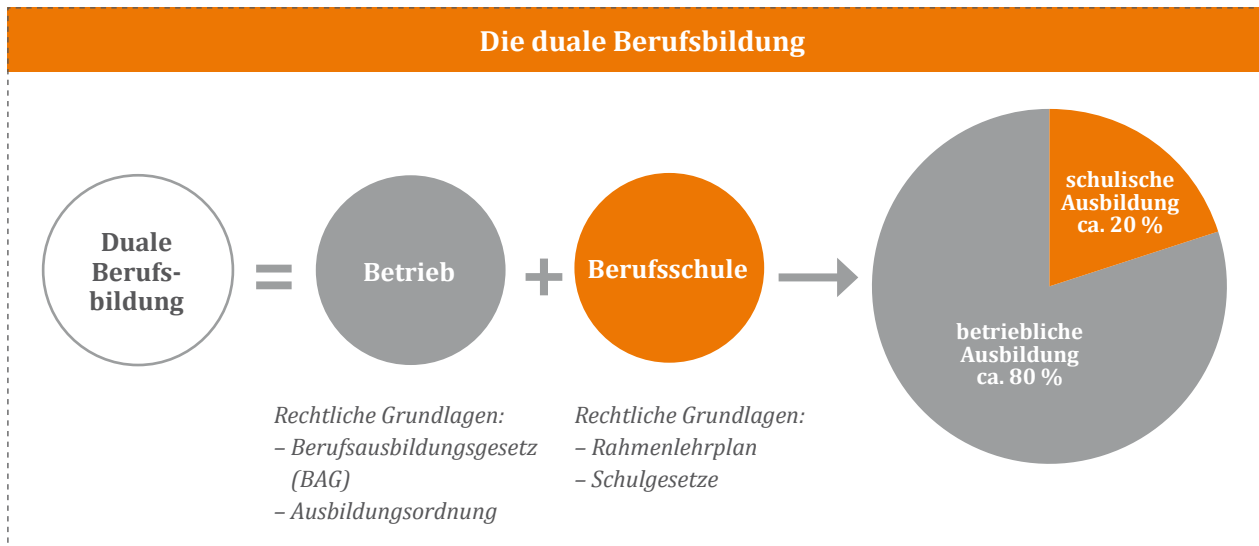 Die duale Berufsbildung
Duale
Berufs-
bildung
=
Betrieb
+
Berufsschule
schulische
Ausbildung
ca. 20 %
betriebliche
Ausbildung
ca. 80 %
Rechtliche Grundlagen:
– Berufsausbildungsgesetz
(BAG)
– Ausbildungsordnung
Rechtliche Grundlagen:
– Rahmenlehrplan
– Schulgesetze